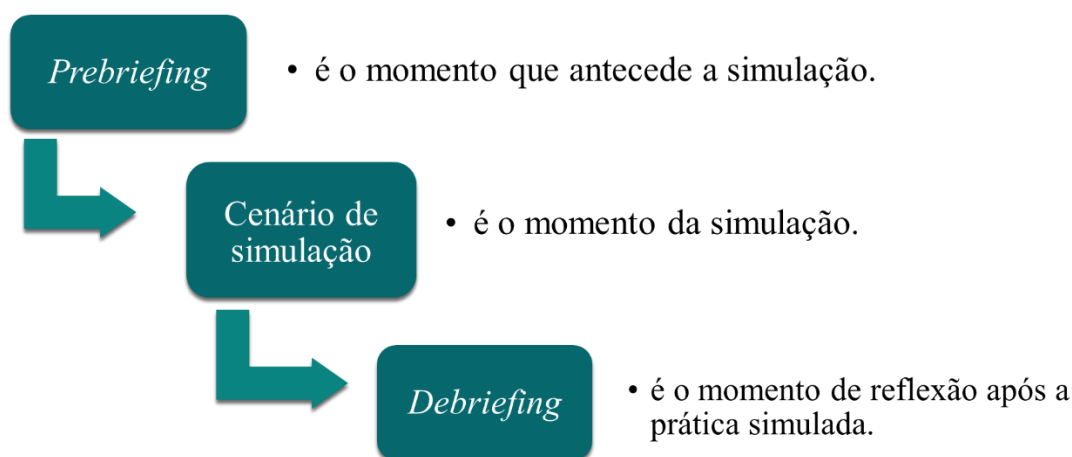 Prebriefing
• é o momento que antecede a simulação.
Cenário de
simulação
• é o momento da simulação.
Debriefing
• é o momento de reflexão após a
prática simulada.